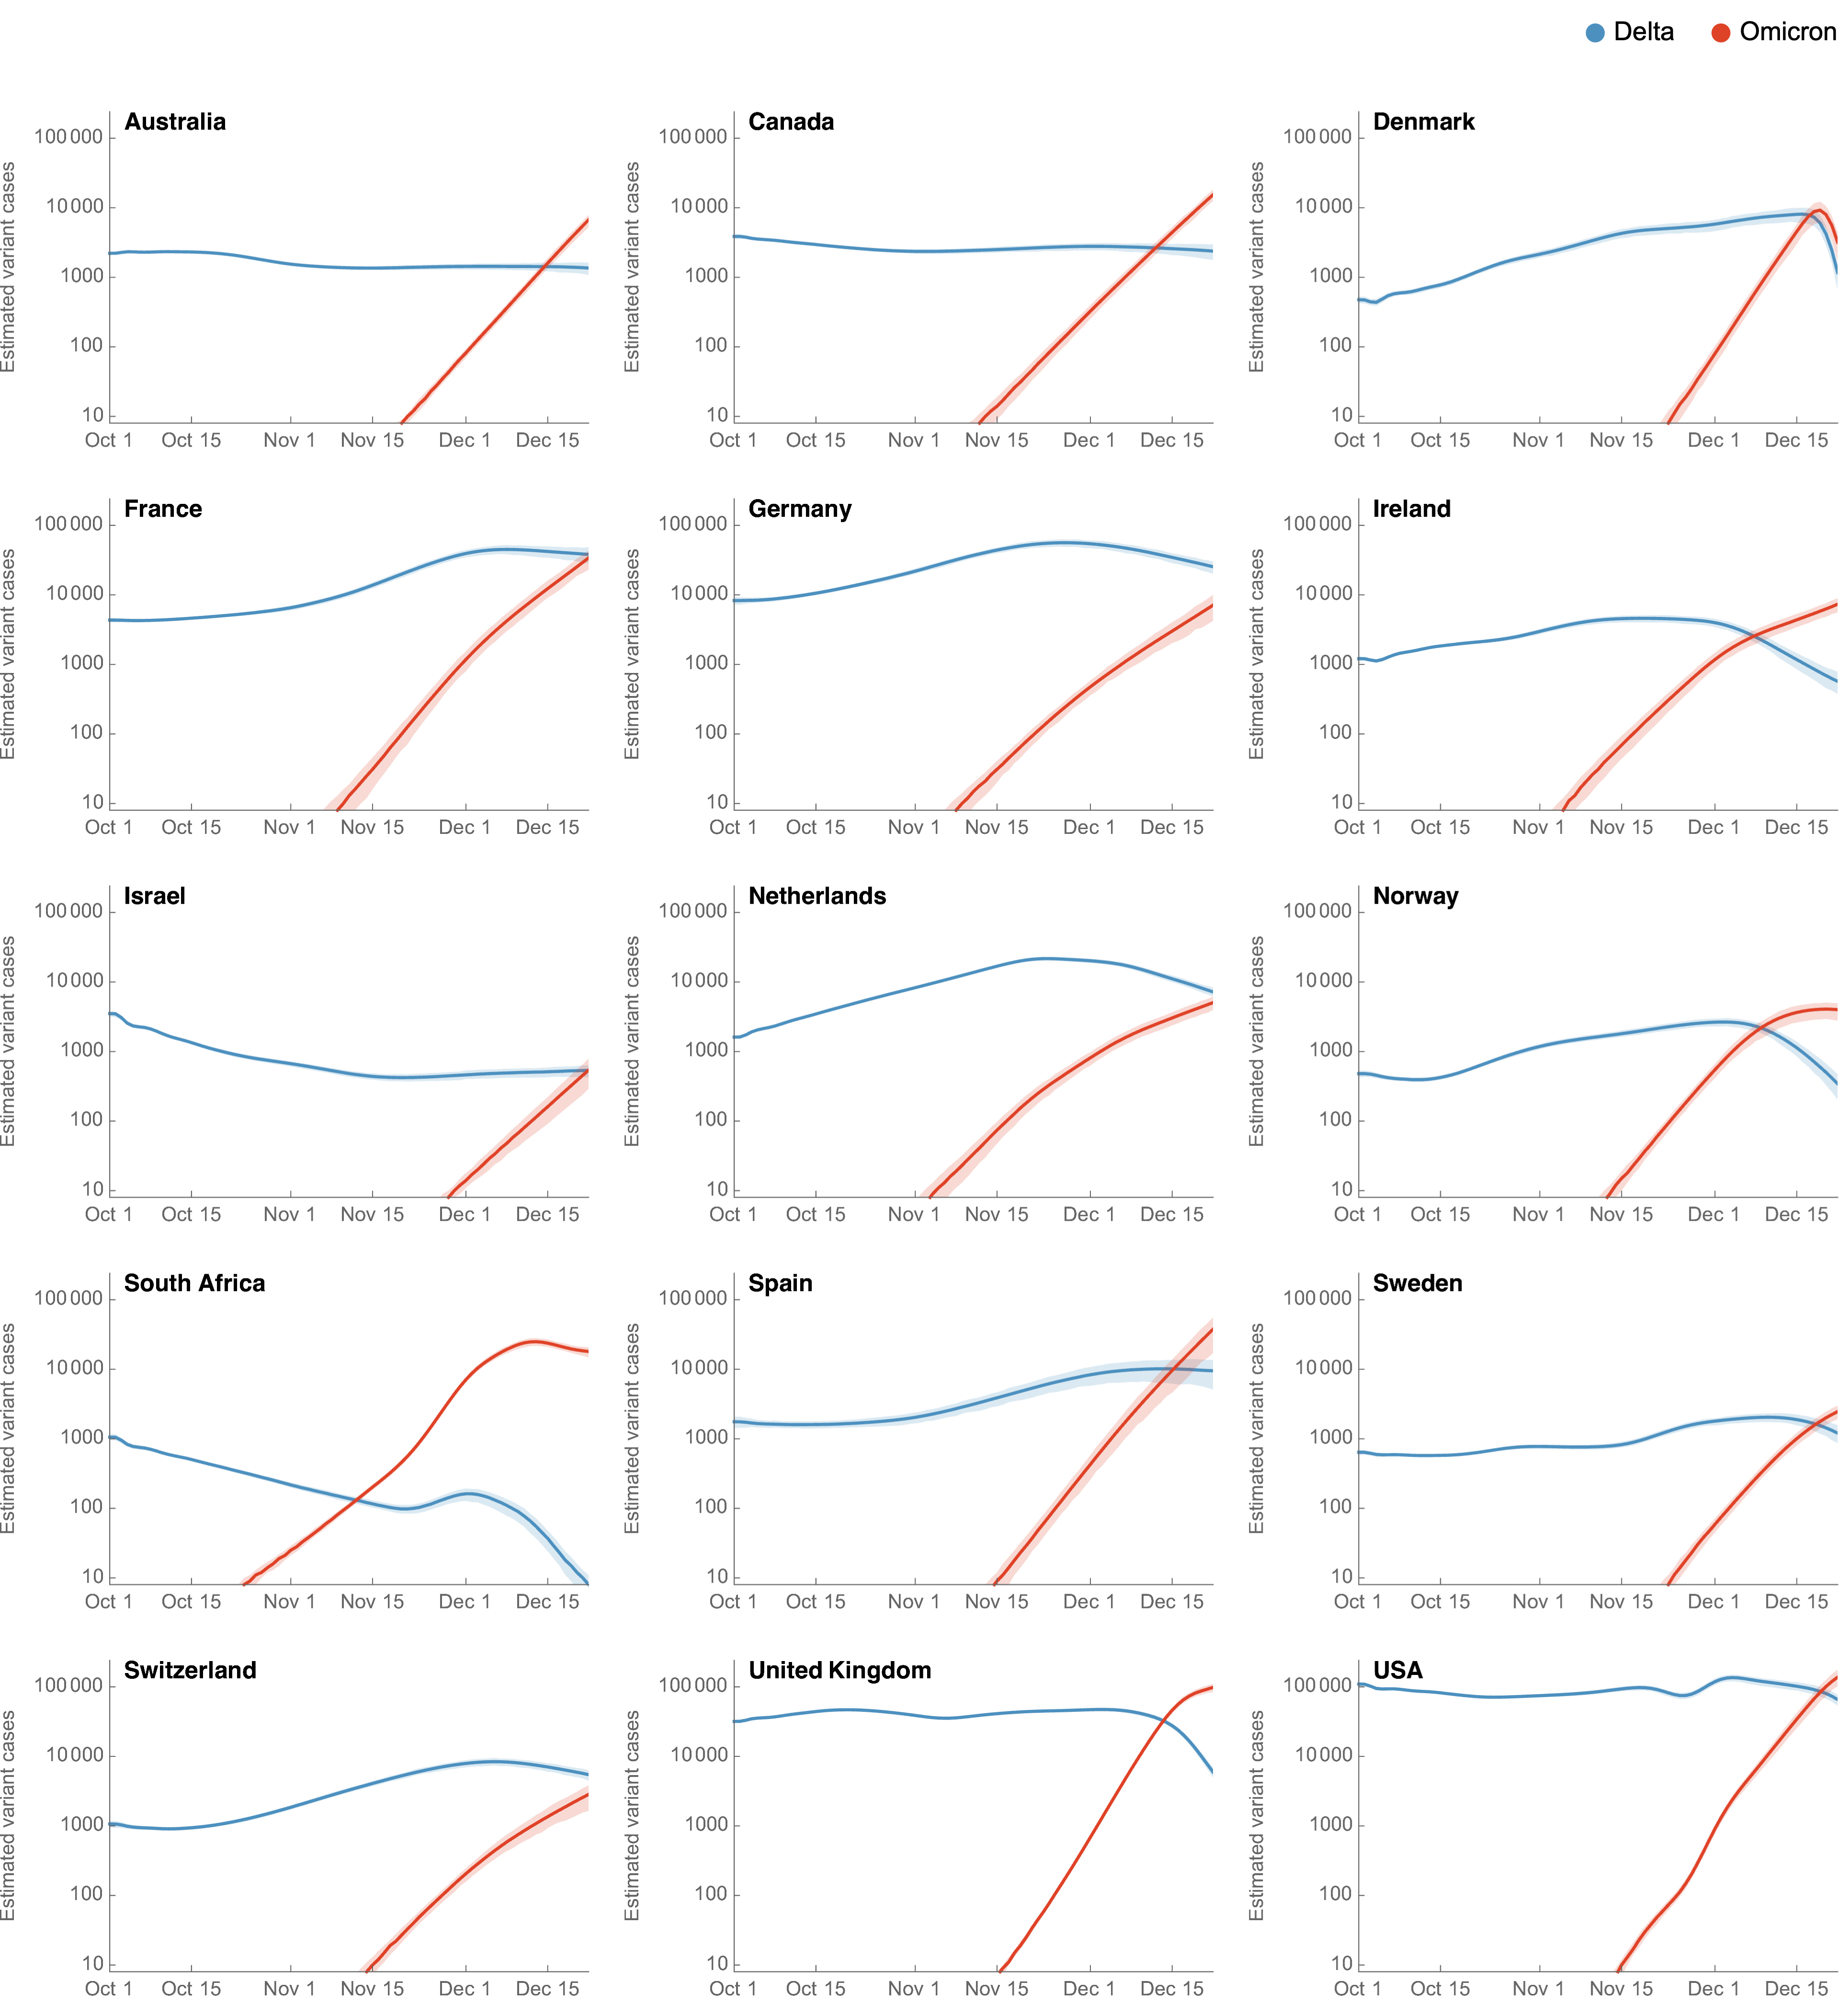 Delta Omicron
Australia
Estimated variant cases
100 000
10 000
1000
100
10
Oct 1 Oct 15 Nov 1 Nov 15 Dec 1 Dec 15
Canada
Estimated variant cases
100 000
10 000
1000
100
10
Oct 1 Oct 15 Nov 1 Nov 15 Dec 1 Dec 15
Denmark
Estimated variant cases
100 000
10 000
1000
100
10
Oct 1 Oct 15 Nov 1 Nov 15 Dec 1 Dec 15
France
Estimated variant cases
100 000
10 000
1000
100
10
Oct 1 Oct 15 Nov 1 Nov 15 Dec 1 Dec 15
Germany
Estimated variant cases
100 000
10 000
1000
100
10
Oct 1 Oct 15 Nov 1 Nov 15 Dec 1 Dec 15
Ireland
Estimated variant cases
100 000
10 000
1000
100
10
Oct 1 Oct 15 Nov 1 Nov 15 Dec 1 Dec 15
Israel
Estimated variant cases
100 000
10 000
1000
100
10
Oct 1 Oct 15 Nov 1 Nov 15 Dec 1 Dec 15
Netherlands
Estimated variant cases
100 000
10 000
1000
100
10
Oct 1 Oct 15 Nov 1 Nov 15 Dec 1 Dec 15
Norway
Estimated variant cases
100 000
10 000
1000
100
10
Oct 1 Oct 15 Nov 1 Nov 15 Dec 1 Dec 15
South Africa
Estimated variant cases
100 000
10 000
1000
100
10
Oct 1 Oct 15 Nov 1 Nov 15 Dec 1 Dec 15
Spain
Estimated variant cases
100 000
10 000
1000
100
10
Oct 1 Oct 15 Nov 1 Nov 15 Dec 1 Dec 15
Sweden
Estimated variant cases
100 000
10 000
1000
100
10
Oct 1 Oct 15 Nov 1 Nov 15 Dec 1 Dec 15
Switzerland
Estimated variant cases
100 000
10 000
1000
100
10
Oct 1 Oct 15 Nov 1 Nov 15 Dec 1 Dec 15
United Kingdom
Estimated variant cases
100 000
10 000
1000
100
10
Oct 1 Oct 15 Nov 1 Nov 15 Dec 1 Dec 15
USA
Estimated variant cases
100 000
10 000
1000
100
10
Oct 1 Oct 15 Nov 1 Nov 15 Dec 1 Dec 15